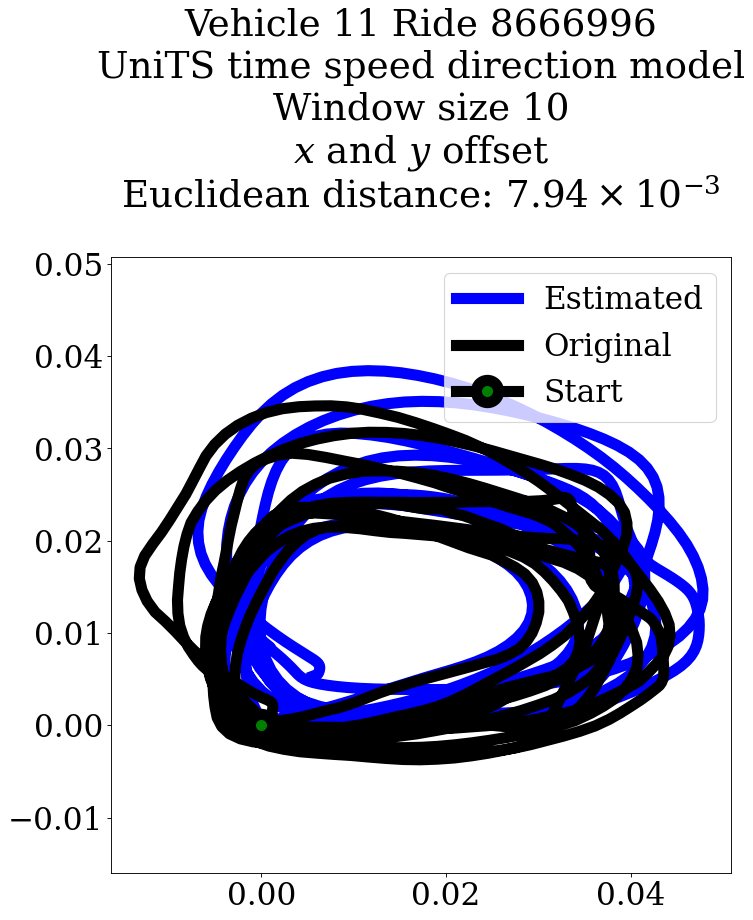 Vehicle 11 Ride 8666996
UniTS time speed direction model
Window size 10
x and y offset
Euclidean distance: 7.94 × 10⁻³
0.05
Estimated
Original
Start
0.04
0.03
0.02
0.01
0.00
−0.01
0.00 0.02 0.04